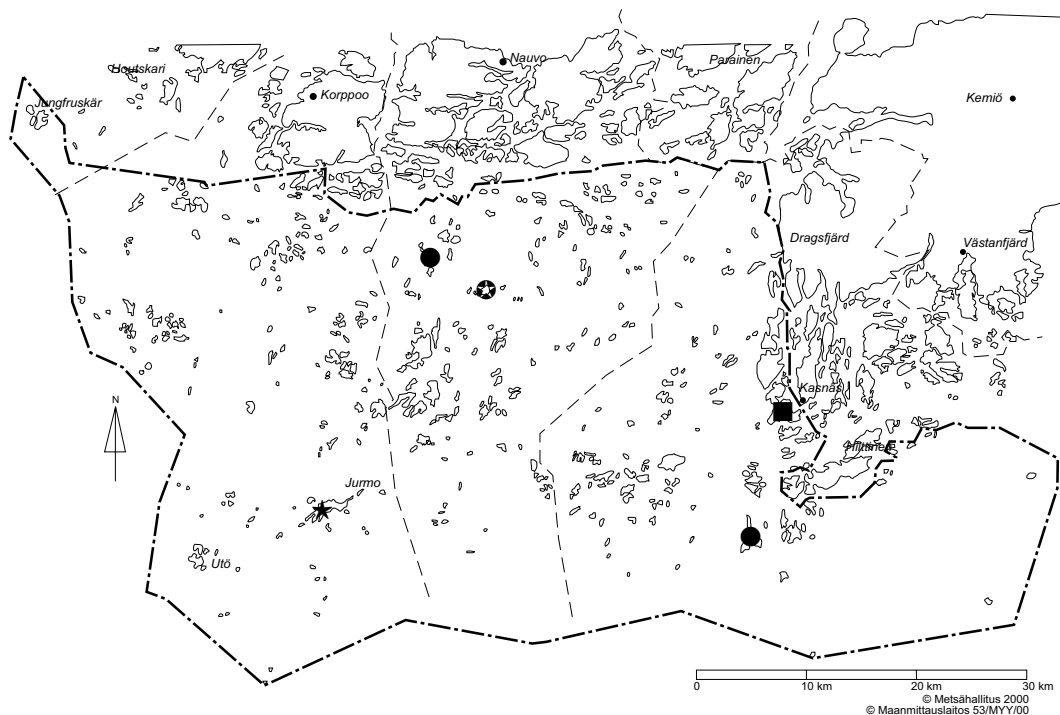 Nauvo
Houtskari
Parainen
Jungfruskär
Korppoo
Kemiö
Dragsfjärd
Västanfjärd
Kasnäs
N
Hiittinen
Jurmo
Utö
0 10 km 20 km 30 km
© Metsähallitus 2000
© Maanmittauslaitos 53/MYY/00